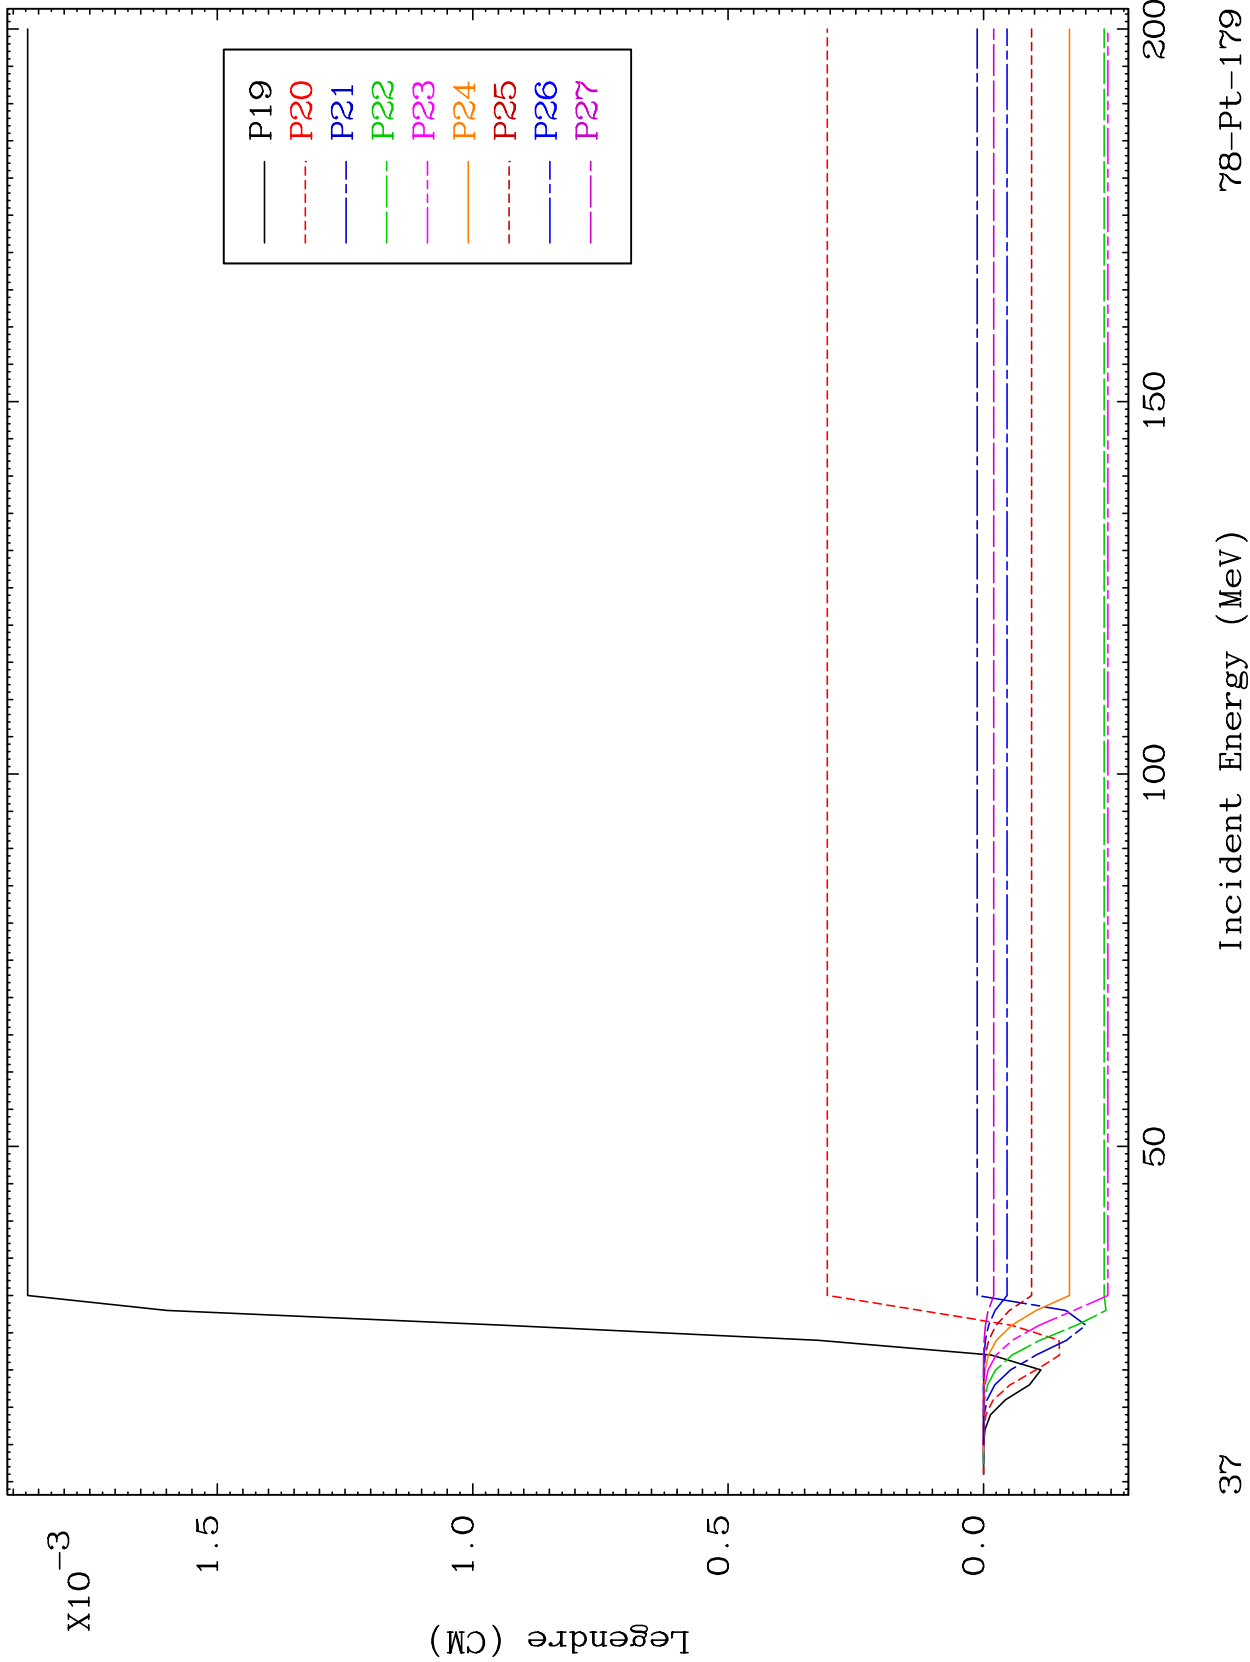 X10-3
1.5
1.0
0.5
0.0
Legendre (CM)
P19
P20
P21
P22
P23
P24
P25
P26
P27
50
100
150
200
Incident Energy (MeV)
37
78-Pt-179